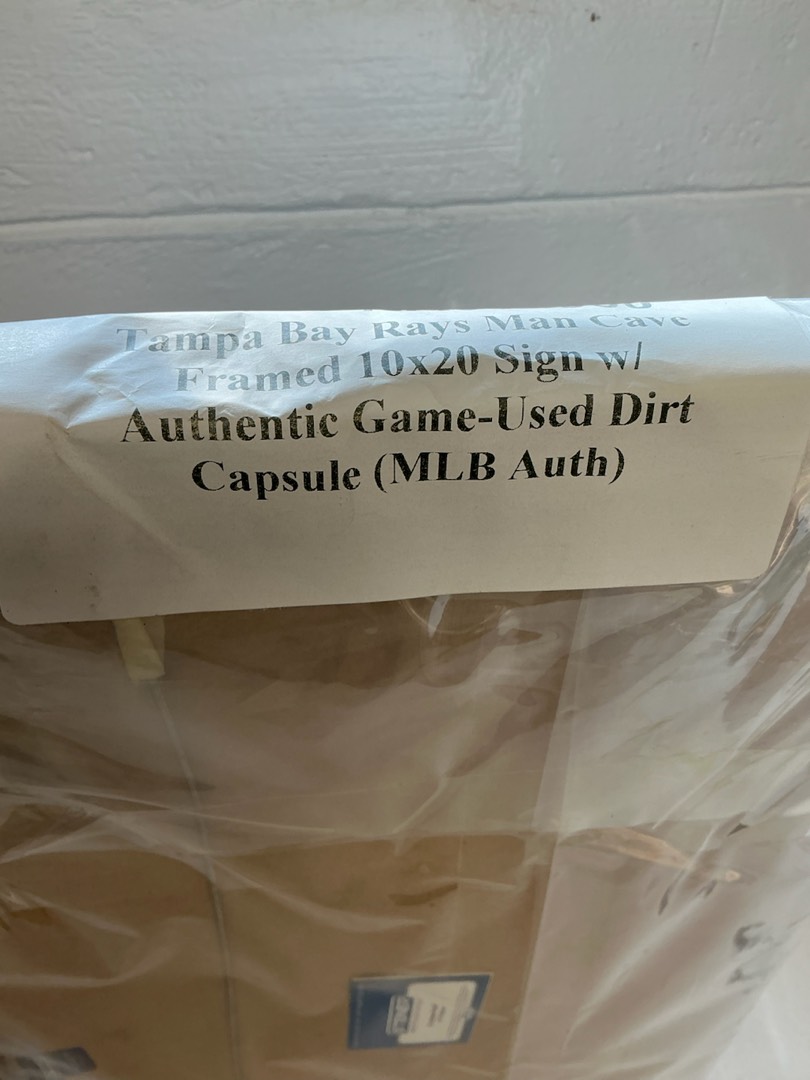 Tampa Bay Rays Man Cave
Framed 10x20 Sign w/
Authentic Game-Used Dirt
Capsule (MLB Auth)